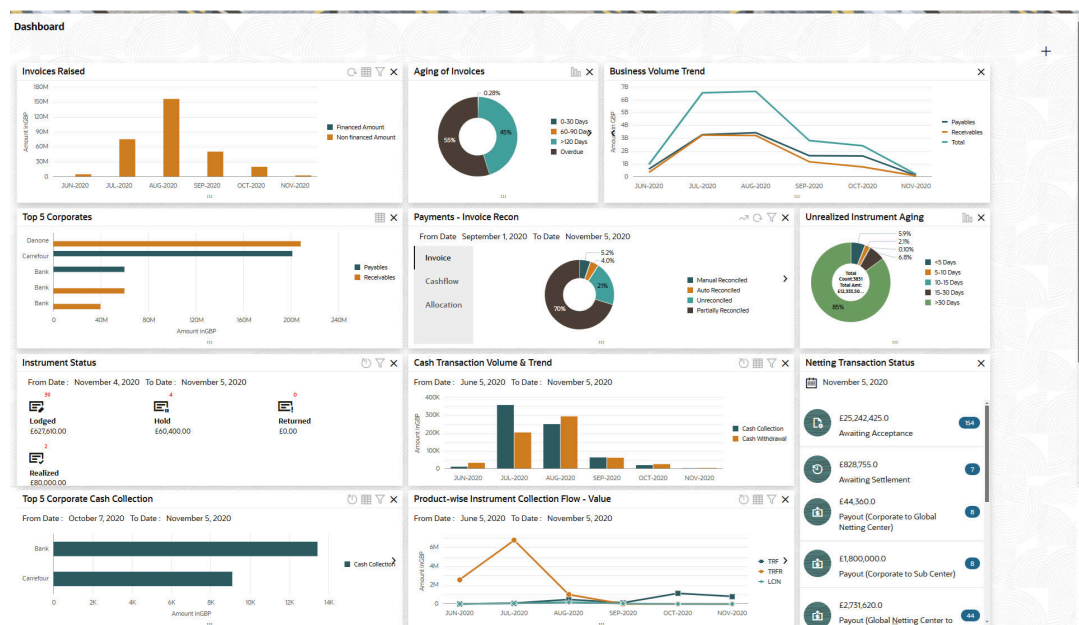 Dashboard
Invoices Raised
180M
150M
120M
90M
60M
30M
0
Amount inGBP
JUN-2020
JUL-2020
AUG-2020
SEP-2020
OCT-2020
NOV-2020
Financed Amount
Non financed Amount
Aging of Invoices
0.28%
45%
55%
0-30 Days
60-90 Days
>120 Days
Overdue
Business Volume Trend
7B
6B
5B
4B
3B
2B
1B
0
JUN-2020
JUL-2020
AUG-2020
SEP-2020
OCT-2020
NOV-2020
Payables
Receivables
Total
Top 5 Corporates
Danone
Carrefour
Bank
Bank
Bank
0
40M
80M
120M
160M
200M
240M
Amount inGBP
Payables
Receivables
Payments - Invoice Recon
From Date September 1, 2020 To Date November 5, 2020
Invoice
Cashflow
Allocation
5.2%
4.0%
21%
70%
Manual Reconciled
Auto Reconciled
Unreconciled
Partially Reconciled
Unrealized Instrument Aging
5.9%
2.1%
0.10%
6.8%
85%
Total
Count:3831
Total Amt:
<5 Days
5-10 Days
10-15 Days
15-30 Days
>30 Days
Instrument Status
From Date : November 4, 2020 To Date : November 5, 2020
39
Lodged
£627,610.00
4
Hold
£60,400.00
0
Returned
£0.00
2
Realized
£80,000.00
Cash Transaction Volume & Trend
From Date : June 5, 2020 To Date : November 5, 2020
400K
300K
200K
100K
0
Amount inGBP
JUN-2020
JUL-2020
AUG-2020
SEP-2020
OCT-2020
NOV-2020
Cash Collection
Cash Withdrawal
Netting Transaction Status
November 5, 2020
£25,242,425.0
154
Awaiting Acceptance
£828,755.0
7
Awaiting Settlement
£44,360.0
8
Payout (Corporate to Global
Netting Center)
£1,800,000.0
8
Payout (Corporate to Sub Center)
£2,731,620.0
44
Payout (Global Netting Center to
Top 5 Corporate Cash Collection
From Date : October 7, 2020 To Date : November 5, 2020
Bank
Carrefour
0
2K
4K
6K
8K
10K
12K
14K
Amount inGBP
Cash Collection
Product-wise Instrument Collection Flow - Value
From Date : June 5, 2020 To Date : November 5, 2020
6M
4M
2M
0
Amount inGBP
JUN-2020
JUL-2020
AUG-2020
SEP-2020
OCT-2020
NOV-2020
TRF
TRFR
LCIN